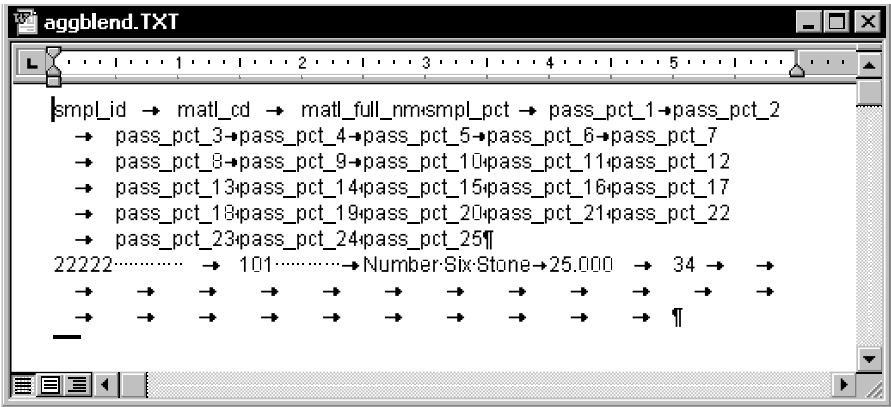 aggblend.TXT
1 2 3 4 5
smpl_id → matl_cd → matl_full_nm→smpl_pct → pass_pct_1→pass_pct_2
→ pass_pct_3→pass_pct_4→pass_pct_5→pass_pct_6→pass_pct_7
→ pass_pct_8→pass_pct_9→pass_pct_10→pass_pct_11→pass_pct_12
→ pass_pct_13→pass_pct_14→pass_pct_15→pass_pct_16→pass_pct_17
→ pass_pct_18→pass_pct_19→pass_pct_20→pass_pct_21→pass_pct_22
→ pass_pct_23→pass_pct_24→pass_pct_25¶
22222··········· → 101··········→Number·Six·Stone→25.000 → 34 → →
→ → → → → → → → → → → →
→ → → → → → → → → → ¶